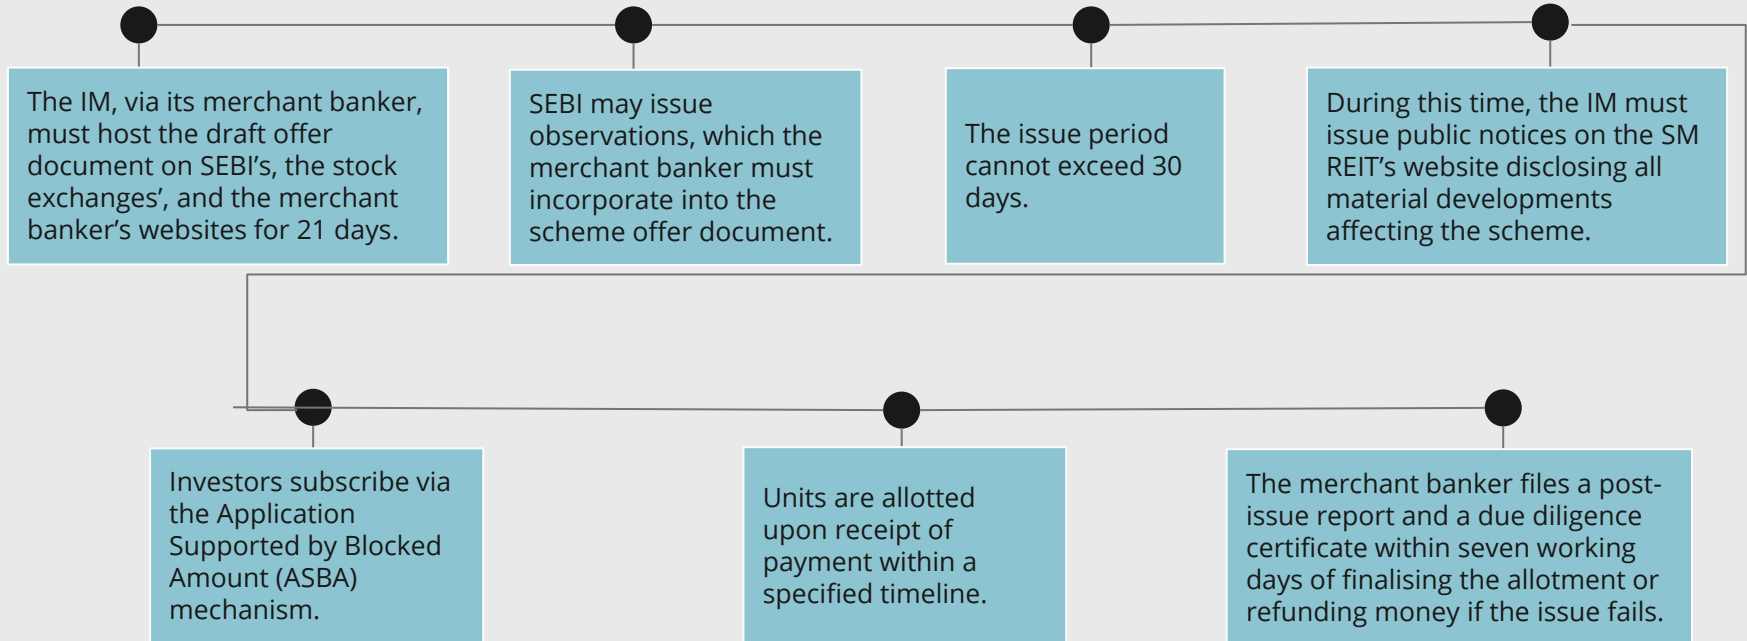 The IM, via its merchant banker,
must host the draft offer
document on SEBI’s, the stock
exchanges’, and the merchant
banker’s websites for 21 days.
SEBI may issue
observations, which the
merchant banker must
incorporate into the
scheme offer document.
The issue period
cannot exceed 30
days.
During this time, the IM must
issue public notices on the SM
REIT’s website disclosing all
material developments
affecting the scheme.
Investors subscribe via
the Application
Supported by Blocked
Amount (ASBA)
mechanism.
Units are allotted
upon receipt of
payment within a
specified timeline.
The merchant banker files a post-
issue report and a due diligence
certificate within seven working
days of finalising the allotment or
refunding money if the issue fails.